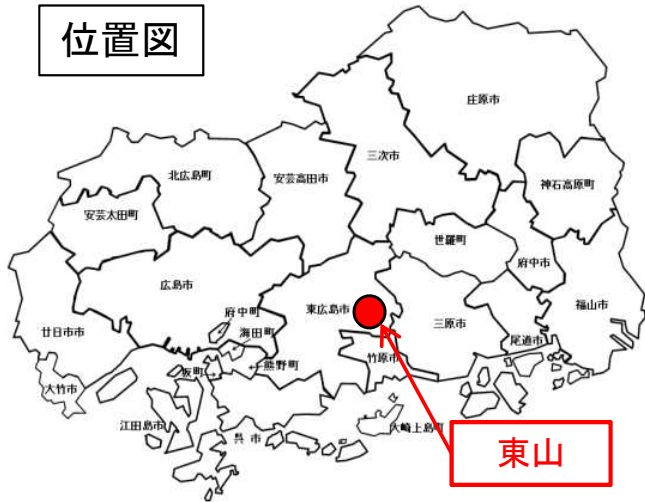 位置図
庄原市
三次市
北広島町
安芸高田市
神石高原町
安芸太田町
世羅町
府中市
広島市
東広島市
福山市
府中町
三原市
海田町
尾道市
廿日市市
竹原市
坂町
熊野町
大竹市
江田島市
呉市
大崎上島町
東山